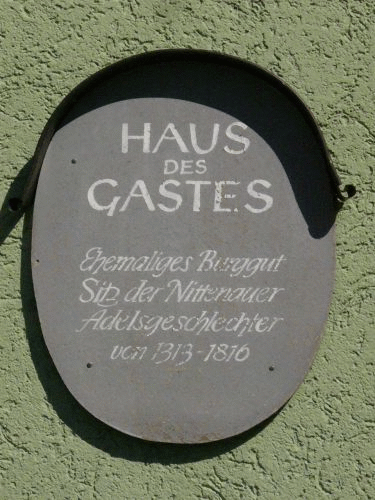 HAUS
DES
GASTES
Ehemaliges Burggut
Sitz der Nittenauer
Adelsgeschlechter
von 1313-1816